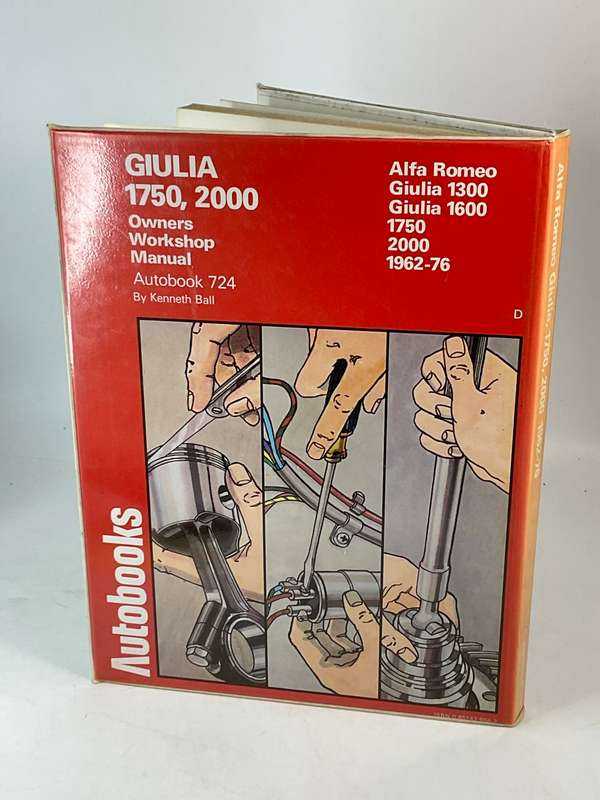 GIULIA
1750, 2000
Owners
Workshop
Manual
Autobook 724
By Kenneth Ball
Alfa Romeo
Giulia 1300
Giulia 1600
1750
2000
1962-76
D
Autobooks
Alfa Romeo Giulia, 1750, 2000 1962-76